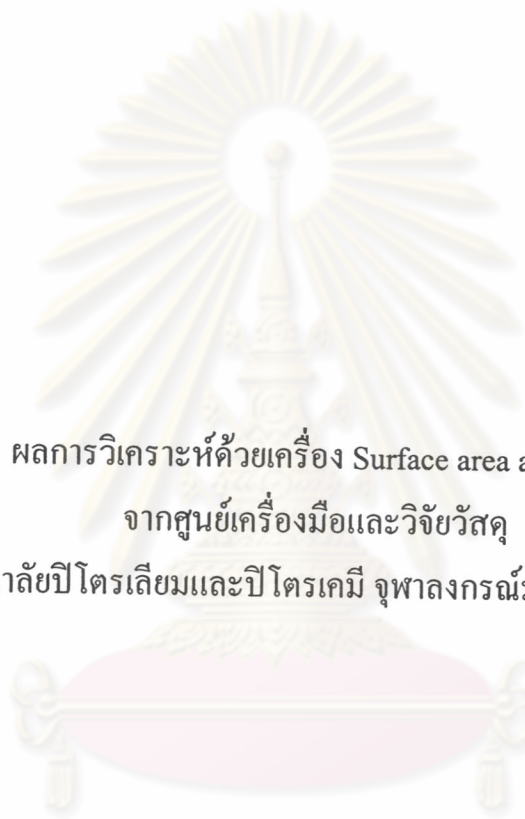 ผลการวิเคราะห์ด้วยเครื่อง Surface area
จากศูนย์เครื่องมือและวิจัยวัสดุ
าลัยปิโตรเลียมและปิโตรเคมี จุฬาลงกรณ์